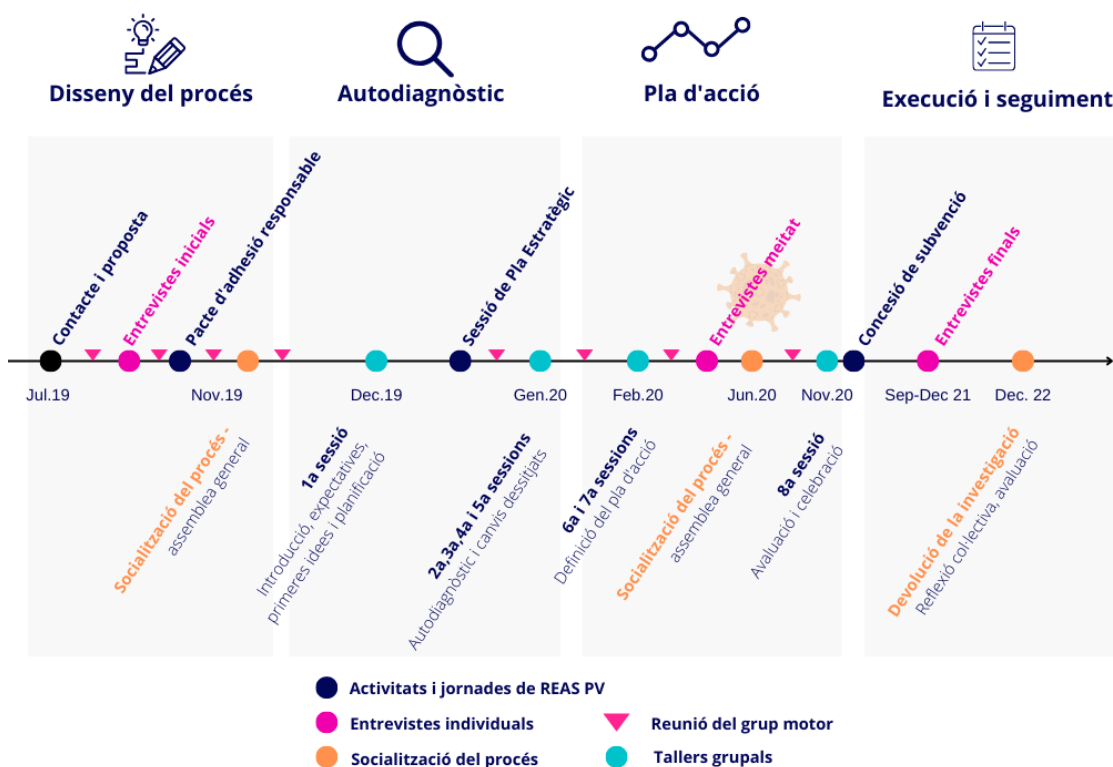 Disseny del procés
Autodiagnòstic
Pla d'acció
Execució i seguiment
Contacte i proposta
Entrevistes inicials
Pacte d'adhesió responsable
Sessió de Pla Estratègic
Entrevistes meitat
Concesió de subvenció
Entrevistes finals
Jul.19
Nov.19
Dec.19
Gen.20
Feb.20
Jun.20
Nov.20
Sep-Dec 21
Dec. 22
Socialització del procés -
assemblea general
1a sessió
Introducció, expectatives,
primeres idees i planificació
2a,3a,4a i 5a sessions
Autodiagnòstic i canvis dessitjats
6a i 7a sessions
Definició del pla d'acció
Socialització del procés -
assemblea general
8a sessió
Avaluació i celebració
Devolució de la investigació
Reflexió col·lectiva, avaluació
Activitats i jornades de REAS PV
Entrevistes individuals
Reunió del grup motor
Socialització del procés
Tallers grupals